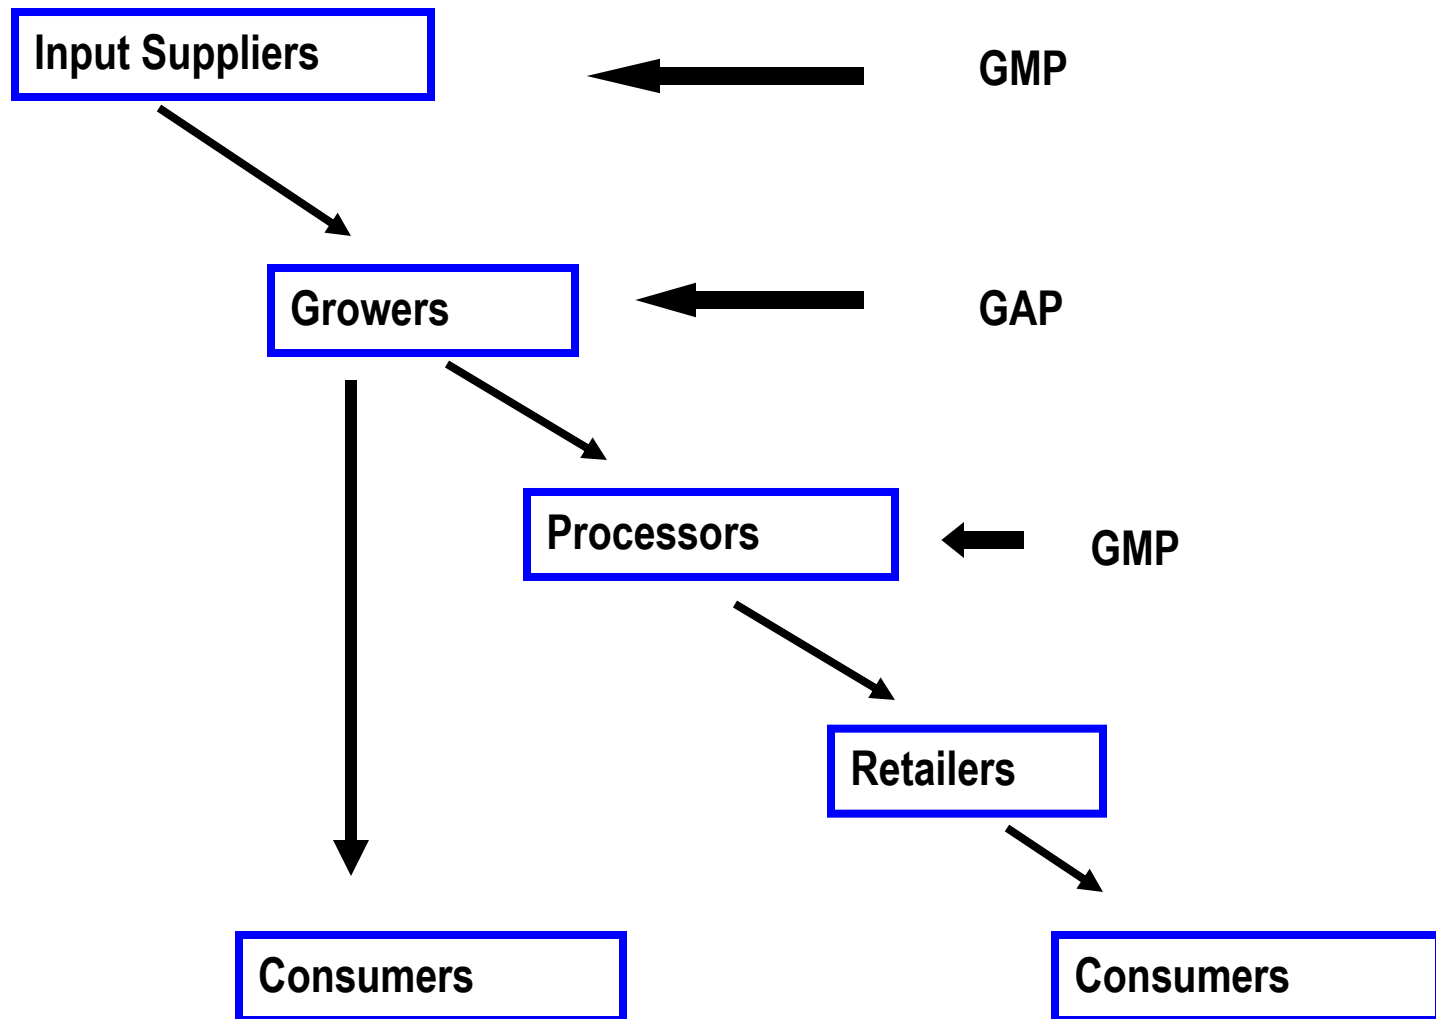 Input Suppliers
GMP
Growers
GAP
Processors
GMP
Retailers
Consumers
Consumers